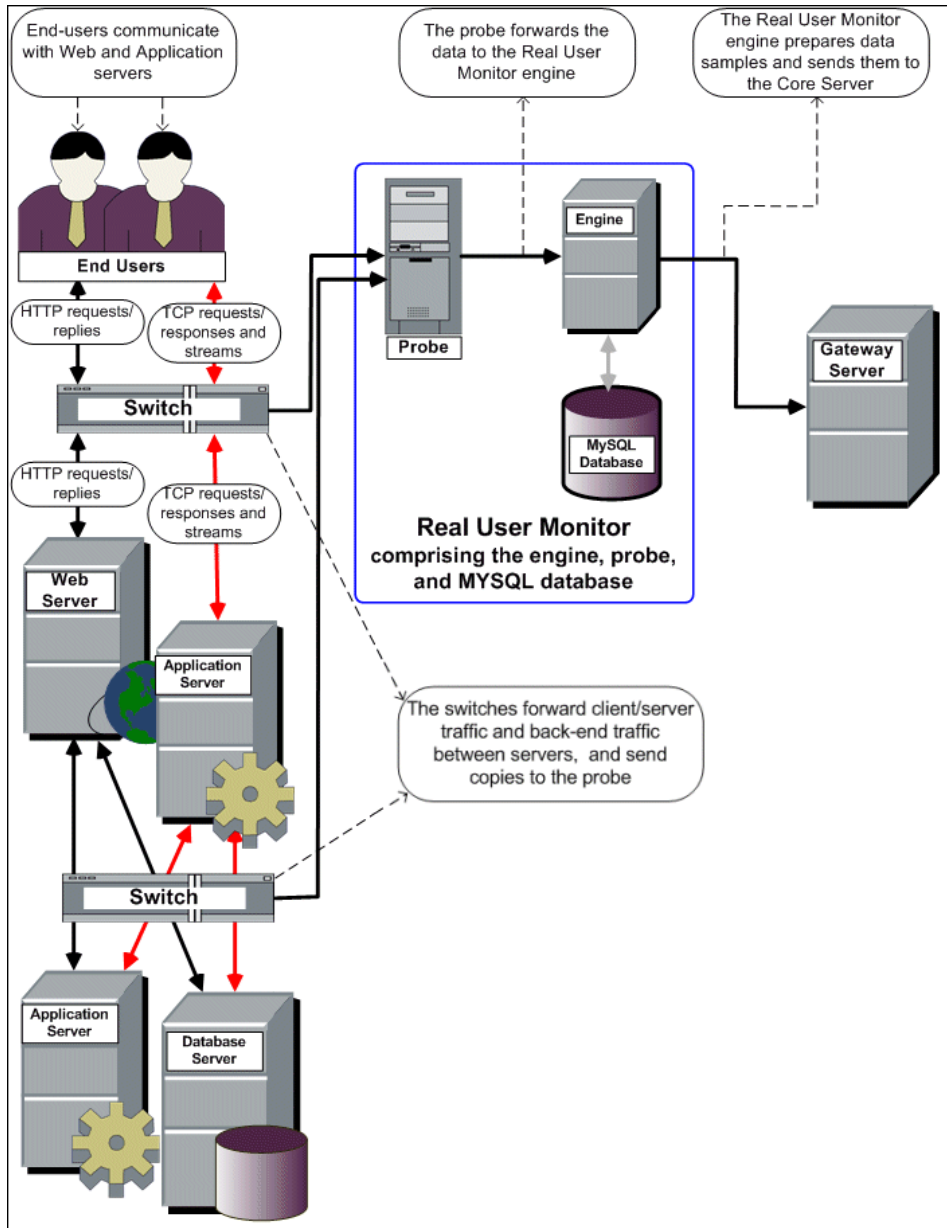 End-users communicate
with Web and Application
servers
The probe forwards the
data to the Real User
Monitor engine
The Real User Monitor
engine prepares data
samples and sends them to
the Core Server
End Users
HTTP requests/
replies
TCP requests/
responses and
streams
Switch
HTTP requests/
replies
TCP requests/
responses and
streams
Probe
Engine
MySQL
Database
Real User Monitor
comprising the engine, probe,
and MYSQL database
Gateway
Server
Web
Server
Application
Server
The switches forward client/server
traffic and back-end traffic
between servers, and send
copies to the probe
Switch
Application
Server
Database
Server